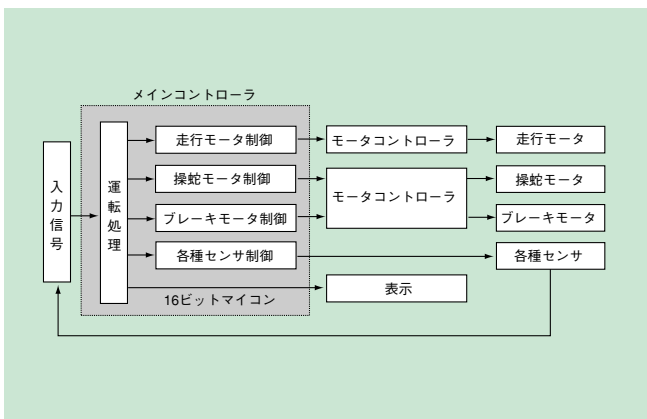 メインコントローラ
入力信号
運転処理
走行モータ制御
モータコントローラ
走行モータ
操蛇モータ制御
モータコントローラ
操蛇モータ
ブレーキモータ制御
ブレーキモータ
各種センサ制御
各種センサ
表示
16ビットマイコン